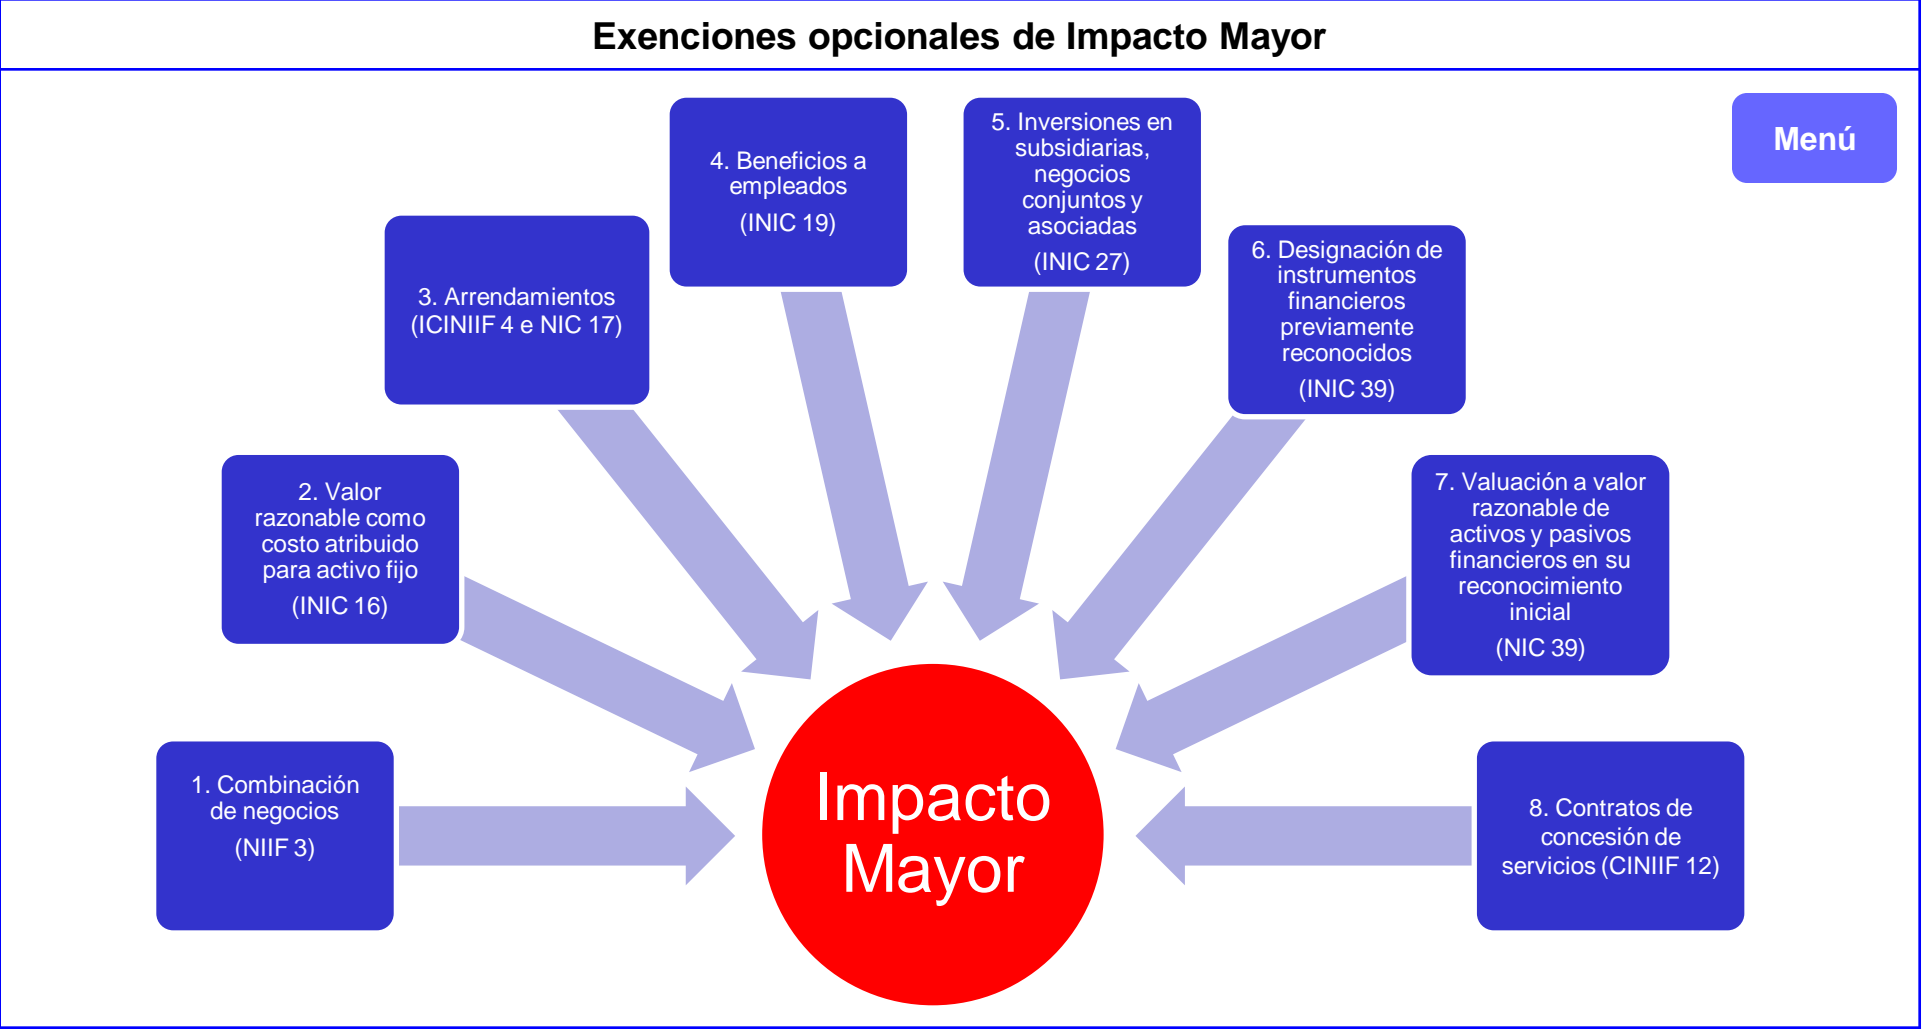 Exenciones opcionales de Impacto Mayor
Menú
1. Combinación
de negocios
(NIIF 3)
2. Valor
razonable como
costo atribuido
para activo fijo
(INIC 16)
3. Arrendamientos
(ICINIIF 4 e NIC 17)
4. Beneficios a
empleados
(INIC 19)
5. Inversiones en
subsidiarias,
negocios
conjuntos y
asociadas
(INIC 27)
6. Designación de
instrumentos
financieros
previamente
reconocidos
(INIC 39)
7. Valuación a valor
razonable de
activos y pasivos
financieros en su
reconocimiento
inicial
(NIC 39)
8. Contratos de
concesión de
servicios (CINIIF 12)
Impacto
Mayor